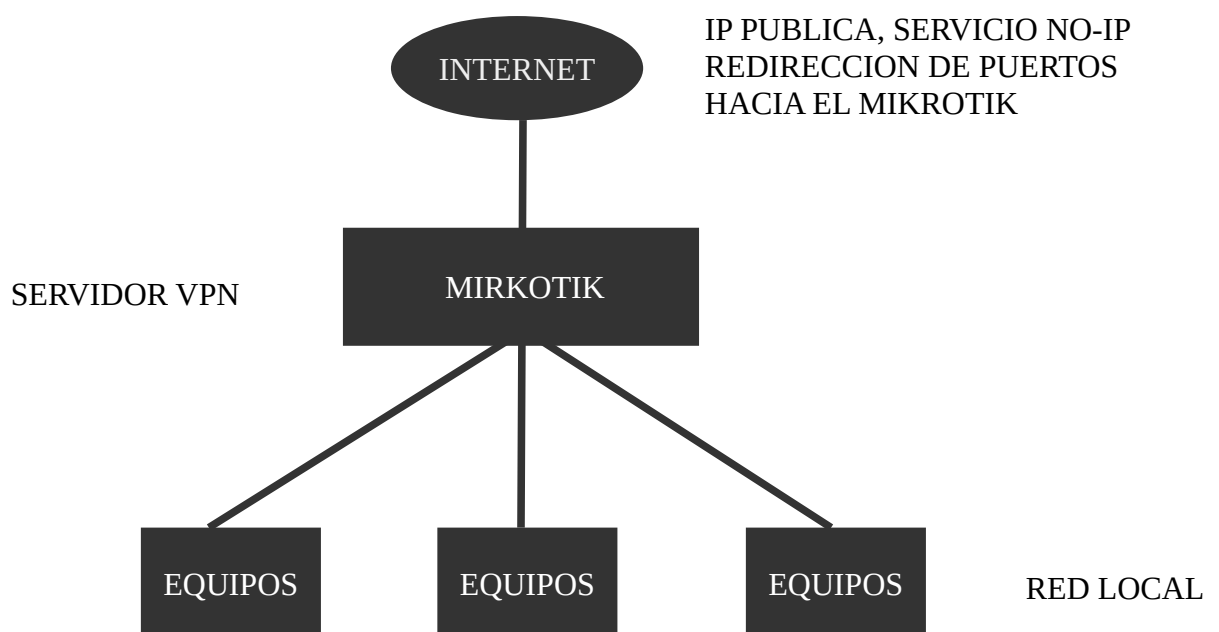 INTERNET
IP PUBLICA, SERVICIO NO-IP
REDIRECCION DE PUERTOS
HACIA EL MIKROTIK
SERVIDOR VPN
MIRKOTIK
EQUIPOS
EQUIPOS
EQUIPOS
RED LOCAL